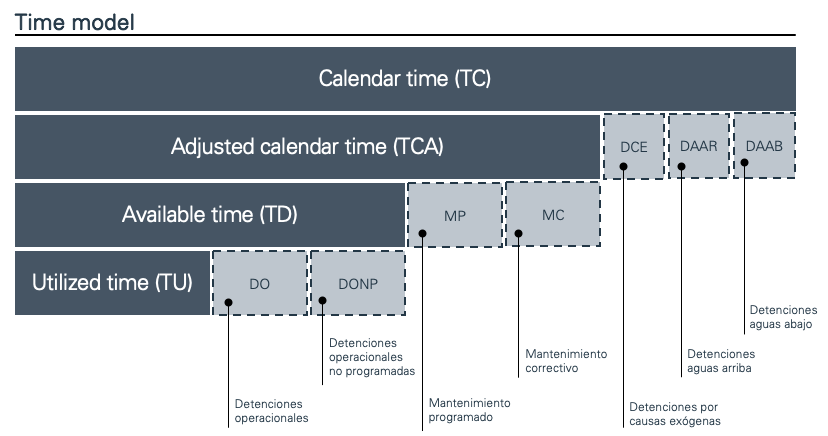 Time model
Calendar time (TC)
Adjusted calendar time (TCA)
DCE
DAAR
DAAB
Available time (TD)
MP
MC
Utilized time (TU)
DO
DONP
Detenciones
aguas abajo
Detenciones
operacionales
no programadas
Mantenimiento
correctivo
Detenciones
aguas arriba
Detenciones
operacionales
Mantenimiento
programado
Detenciones por
causas exógenas